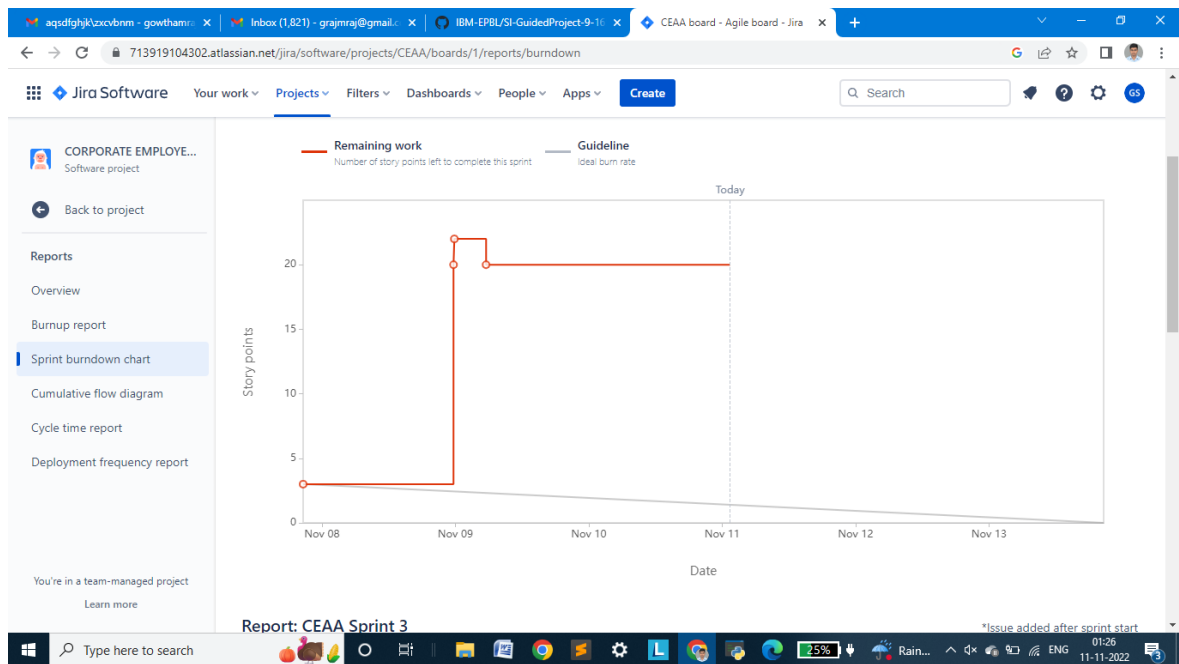 aqsdfghjk\zxcvbnm - gowthamra
Inbox (1,821) - grajmraj@gmail.c
IBM-EPBL/SI-GuidedProject-9-16
CEAA board - Agile board - Jira
713919104302.atlassian.net/jira/software/projects/CEAA/boards/1/reports/burndown
Jira Software
Your work
Projects
Filters
Dashboards
People
Apps
Create
Search
GS
CORPORATE EMPLOYE...
Software project
Back to project
Reports
Overview
Burnup report
Sprint burndown chart
Cumulative flow diagram
Cycle time report
Deployment frequency report
You're in a team-managed project
Learn more
Remaining work
Number of story points left to complete this sprint
Guideline
Ideal burn rate
Today
Story points
20
15
10
5
0
Nov 08
Nov 09
Nov 10
Nov 11
Nov 12
Nov 13
Date
Report: CEAA Sprint 3
*Issue added after sprint start
Type here to search
25%
Rain...
ENG
01:26
11-11-2022
3